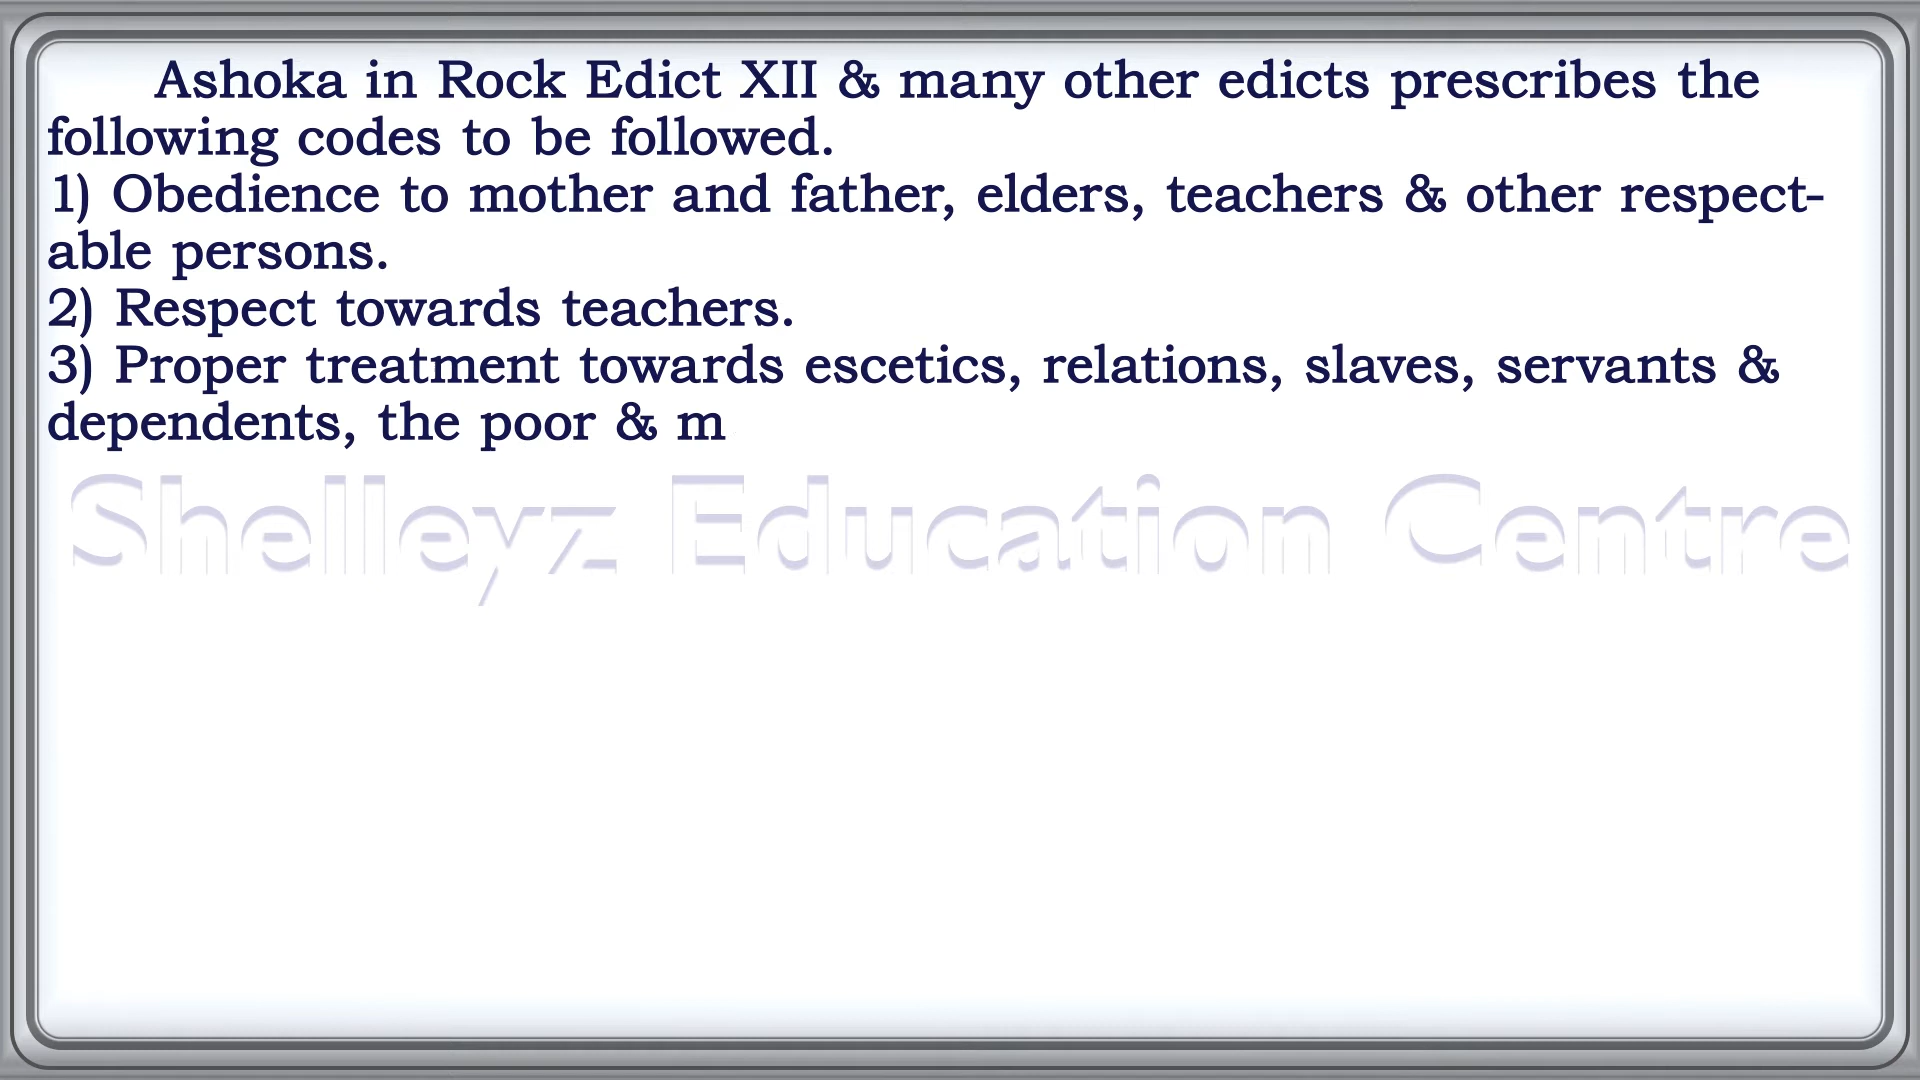 Ashoka in Rock Edict XII & many other edicts prescribes the
following codes to be followed.
1) Obedience to mother and father, elders, teachers & other respect-
able persons.
2) Respect towards teachers.
3) Proper treatment towards escetics, relations, slaves, servants &
dependents, the poor & m
Shelleyz Education Centre